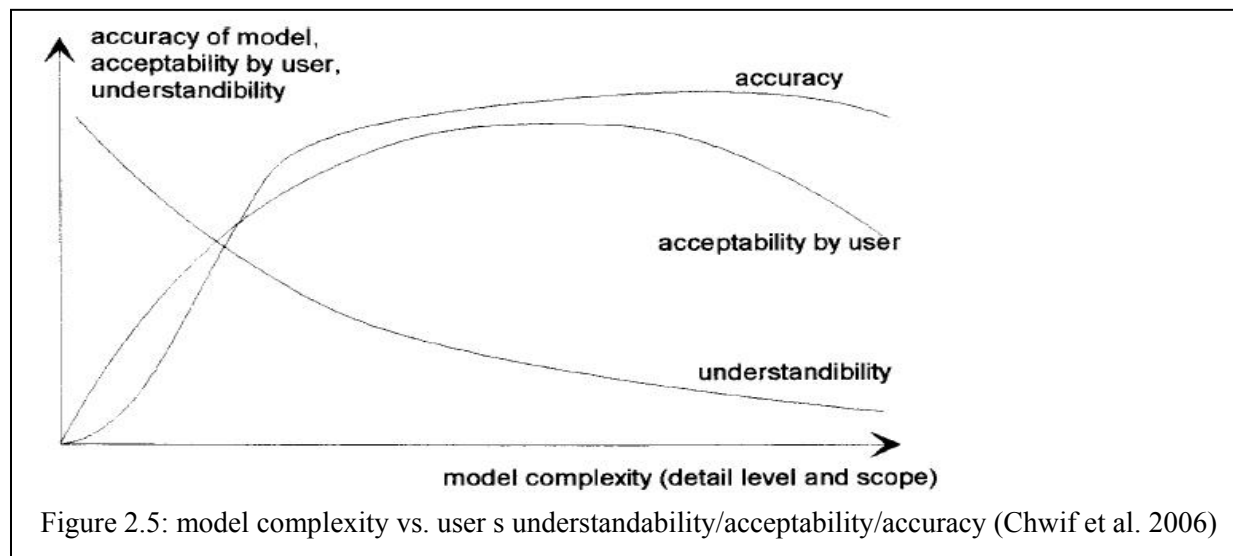 accuracy of model,
acceptability by user,
understandibility
accuracy
acceptability by user
understandibility
model complexity (detail level and scope)
Figure 2.5: model complexity vs. user s understandability/acceptability/accuracy (Chwif et al. 2006)